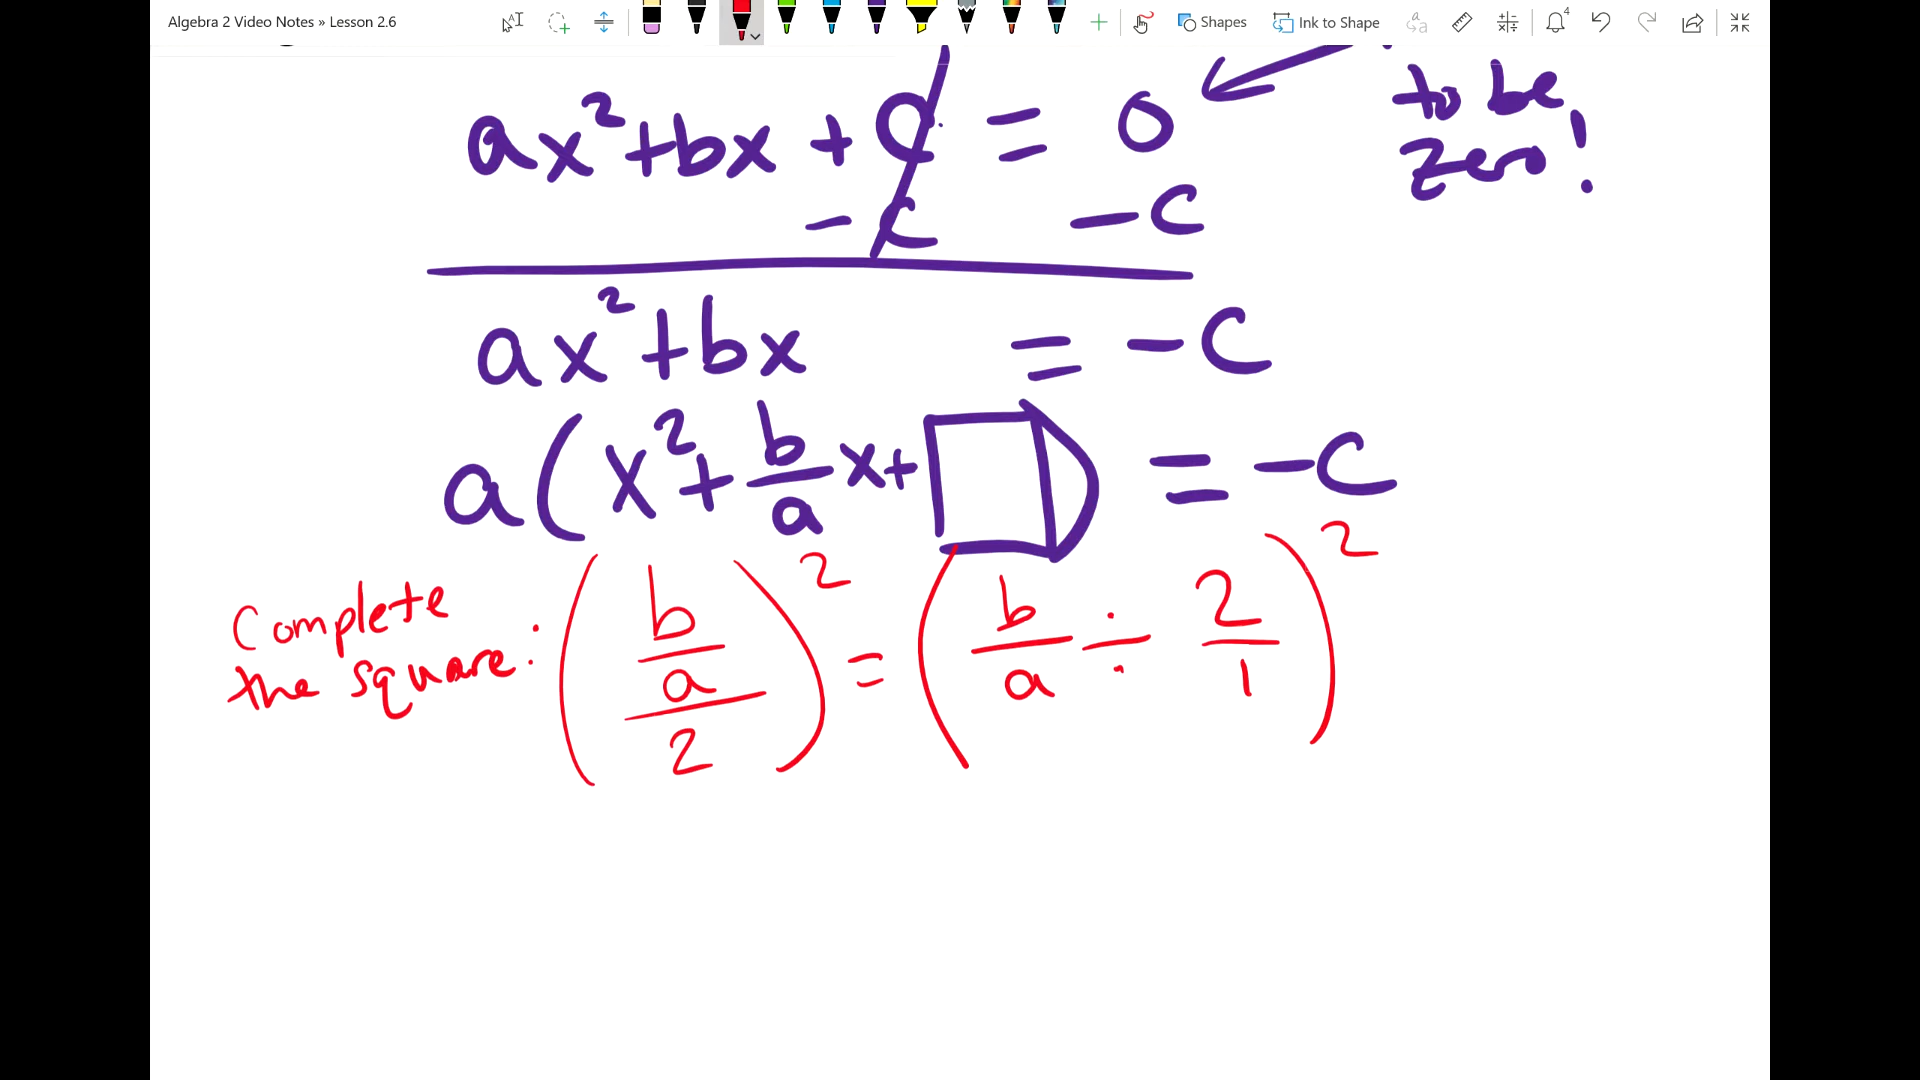 Algebra 2 Video Notes » Lesson 2.6
Shapes
Ink to Shape
4
to be
zero!
ax² + bx + c = 0
- c   - c
ax² + bx = - c
a(x² + b/a x + □) = - c
Complete the square: ((b/a)/2)² = (b/a ÷ 2/1)²